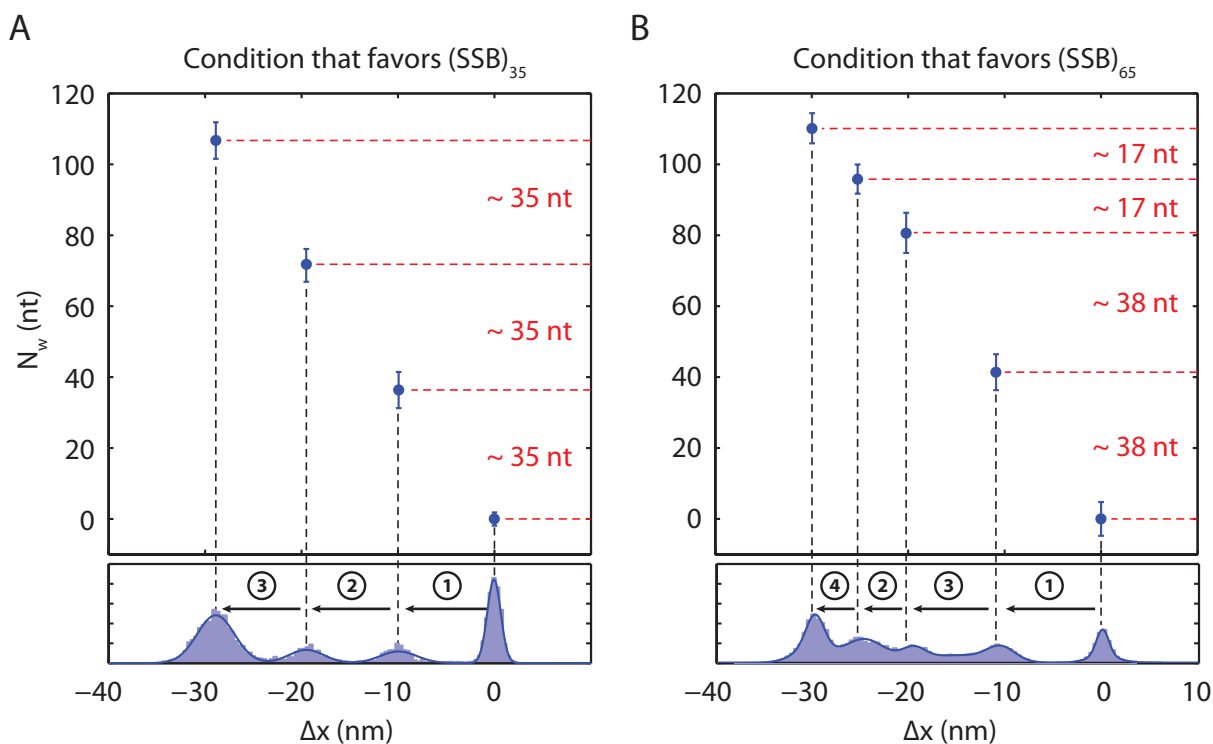 A
Condition that favors (SSB)35
120
100
80
60
40
20
0
Nw (nt)
~ 35 nt
~ 35 nt
~ 35 nt
3
2
1
−40
−30
−20
−10
0
Δx (nm)
B
Condition that favors (SSB)65
120
100
80
60
40
20
0
~ 17 nt
~ 17 nt
~ 38 nt
~ 38 nt
4
2
3
1
−40
−30
−20
−10
0
10
Δx (nm)